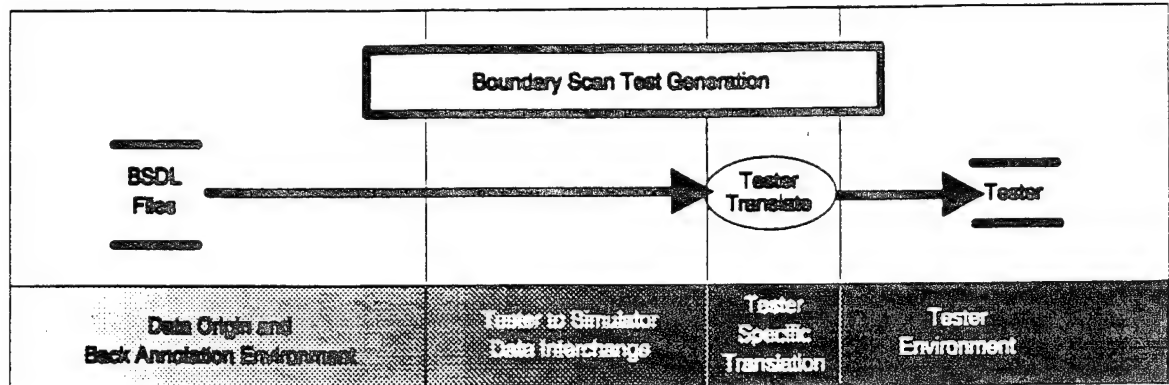 Boundary Scan Test Generation
BSDL
Files
Tester
Translate
Tester
Data Origin and
Back Annotation Environment
Tester to Simulator
Data Interchange
Tester
Specific
Translation
Tester
Environment